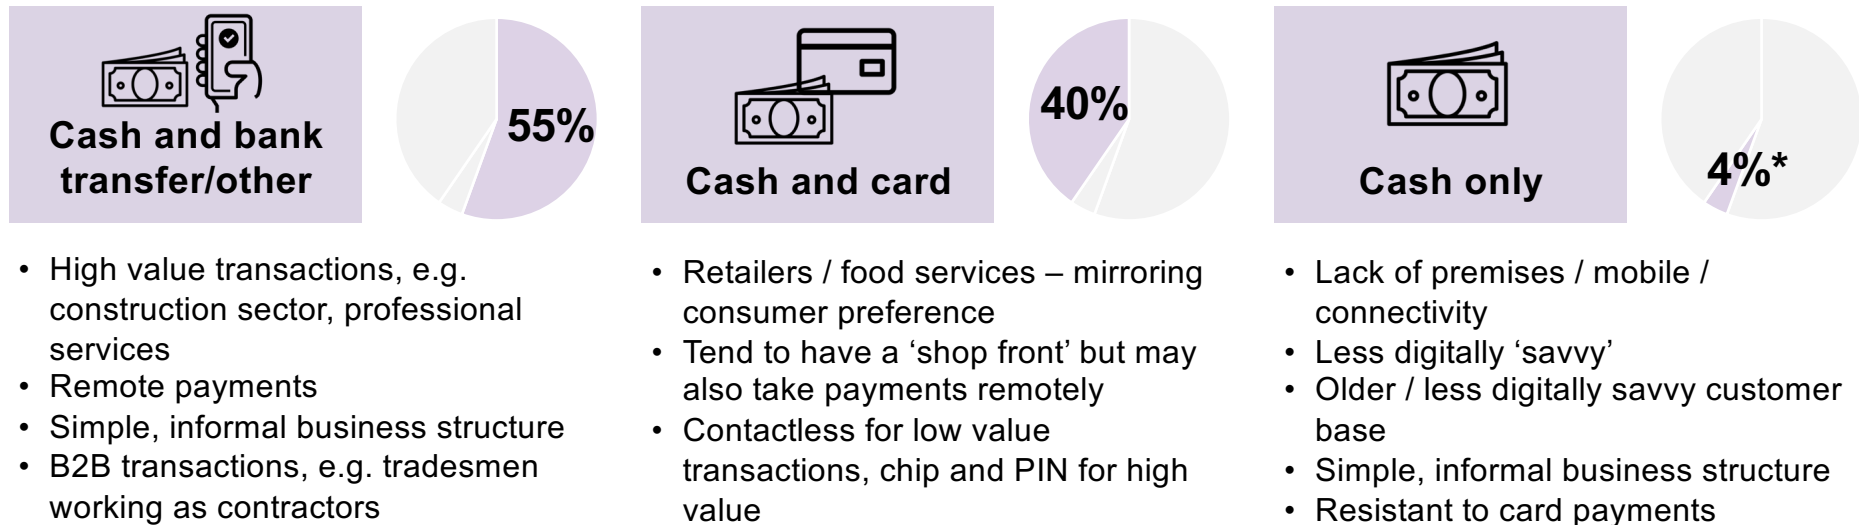 Cash and bank
transfer/other
55%
• High value transactions, e.g.
construction sector, professional
services
• Remote payments
• Simple, informal business structure
• B2B transactions, e.g. tradesmen
working as contractors
Cash and card
40%
• Retailers / food services – mirroring
consumer preference
• Tend to have a ‘shop front’ but may
also take payments remotely
• Contactless for low value
transactions, chip and PIN for high
value
Cash only
4%*
• Lack of premises / mobile /
connectivity
• Less digitally ‘savvy’
• Older / less digitally savvy customer
base
• Simple, informal business structure
• Resistant to card payments